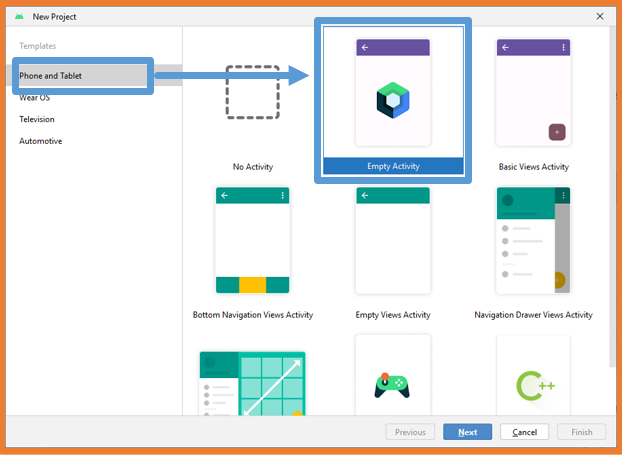 New Project
Templates
Phone and Tablet
Wear OS
Television
Automotive
No Activity
Empty Activity
Basic Views Activity
Bottom Navigation Views Activity
Empty Views Activity
Navigation Drawer Views Activity
C++
Previous
Next
Cancel
Finish